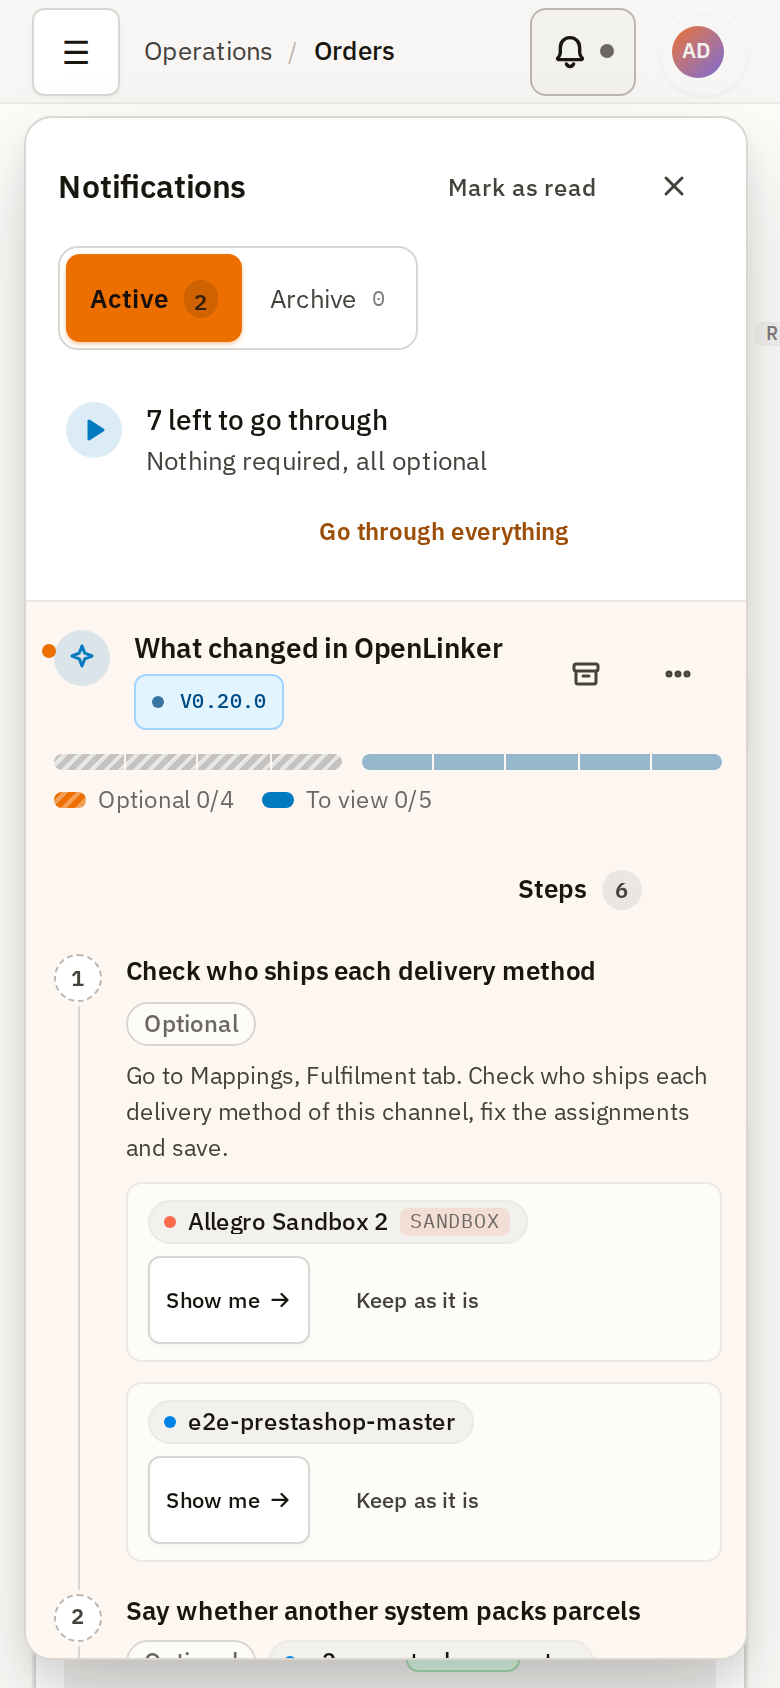 Operations / Orders
AD
Notifications
Mark as read
Active 2
Archive 0
R
7 left to go through
Nothing required, all optional
Go through everything
What changed in OpenLinker
V0.20.0
Optional 0/4
To view 0/5
Steps 6
1
Check who ships each delivery method
Optional
Go to Mappings, Fulfilment tab. Check who ships each
delivery method of this channel, fix the assignments
and save.
Allegro Sandbox 2 SANDBOX
Show me →
Keep as it is
e2e-prestashop-master
Show me →
Keep as it is
2
Say whether another system packs parcels